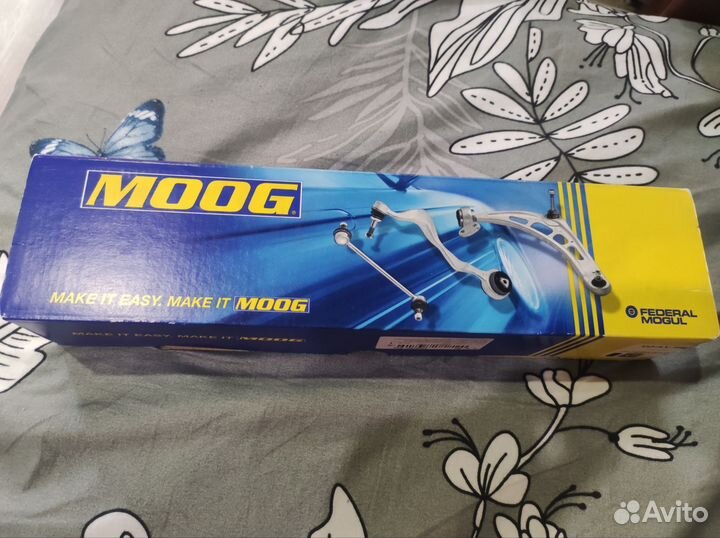 MOOG
MAKE IT EASY. MAKE IT MOOG
FEDERAL
MOGUL
MAKE IT EASY. MAKE IT MOOG
Avito